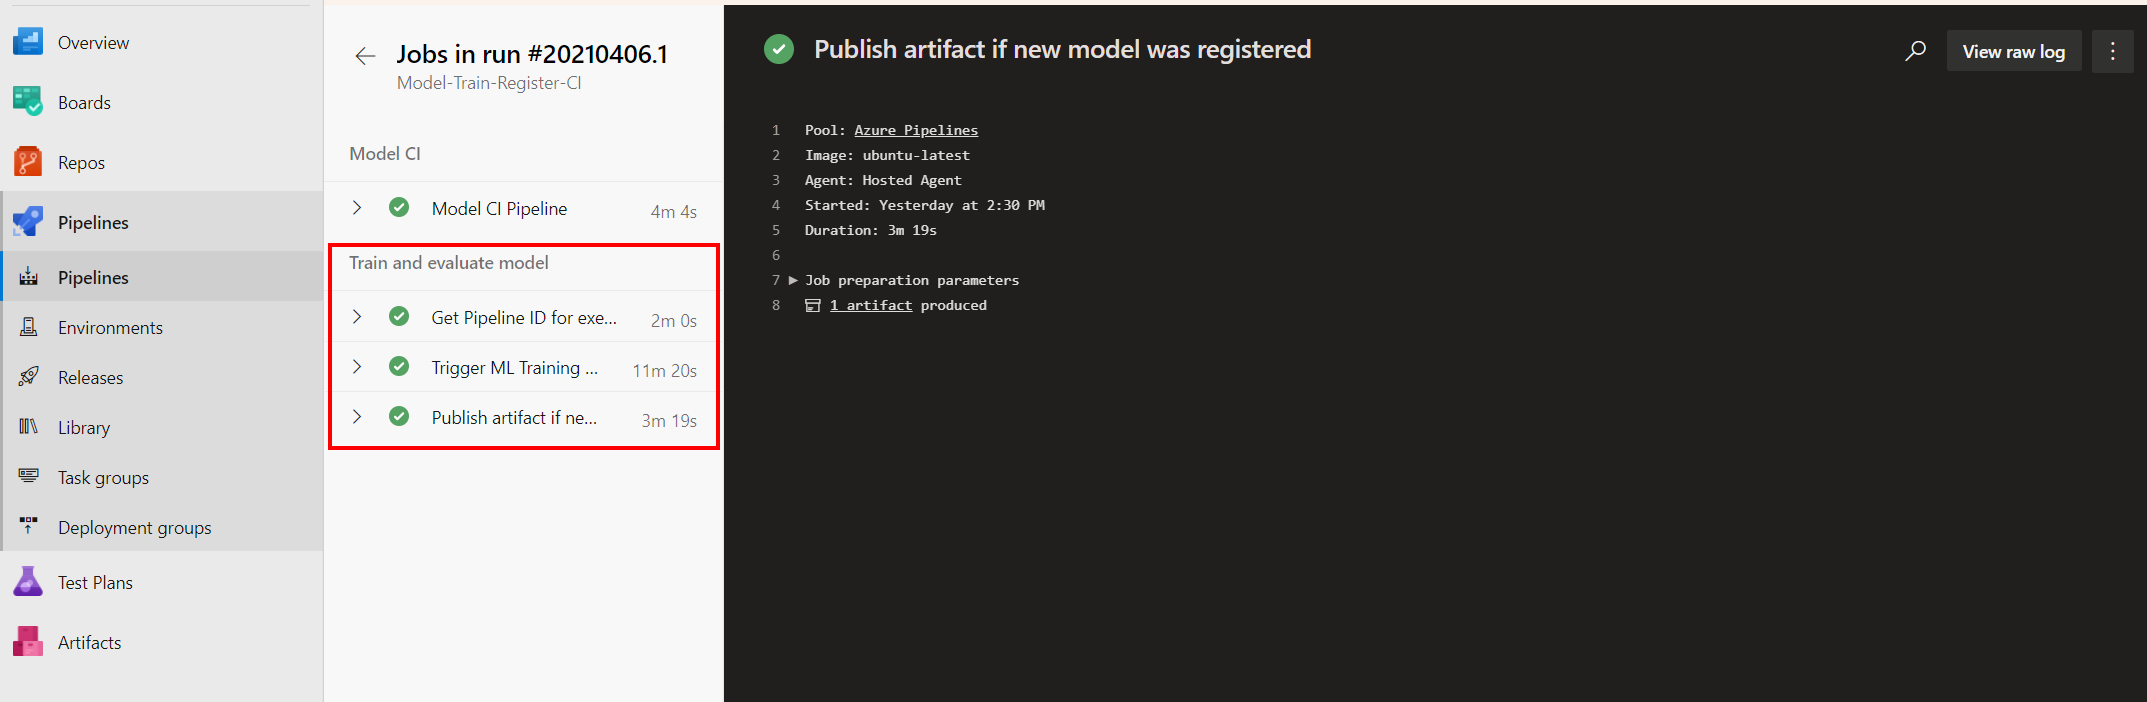 Overview
Boards
Repos
Pipelines
Pipelines
Environments
Releases
Library
Task groups
Deployment groups
Test Plans
Artifacts
Jobs in run #20210406.1
Model-Train-Register-CI
Model CI
Model CI Pipeline 4m 4s
Train and evaluate model
Get Pipeline ID for exe... 2m 0s
Trigger ML Training ... 11m 20s
Publish artifact if ne... 3m 19s
Publish artifact if new model was registered
View raw log
1 Pool: Azure Pipelines
2 Image: ubuntu-latest
3 Agent: Hosted Agent
4 Started: Yesterday at 2:30 PM
5 Duration: 3m 19s
6
7 Job preparation parameters
8 1 artifact produced